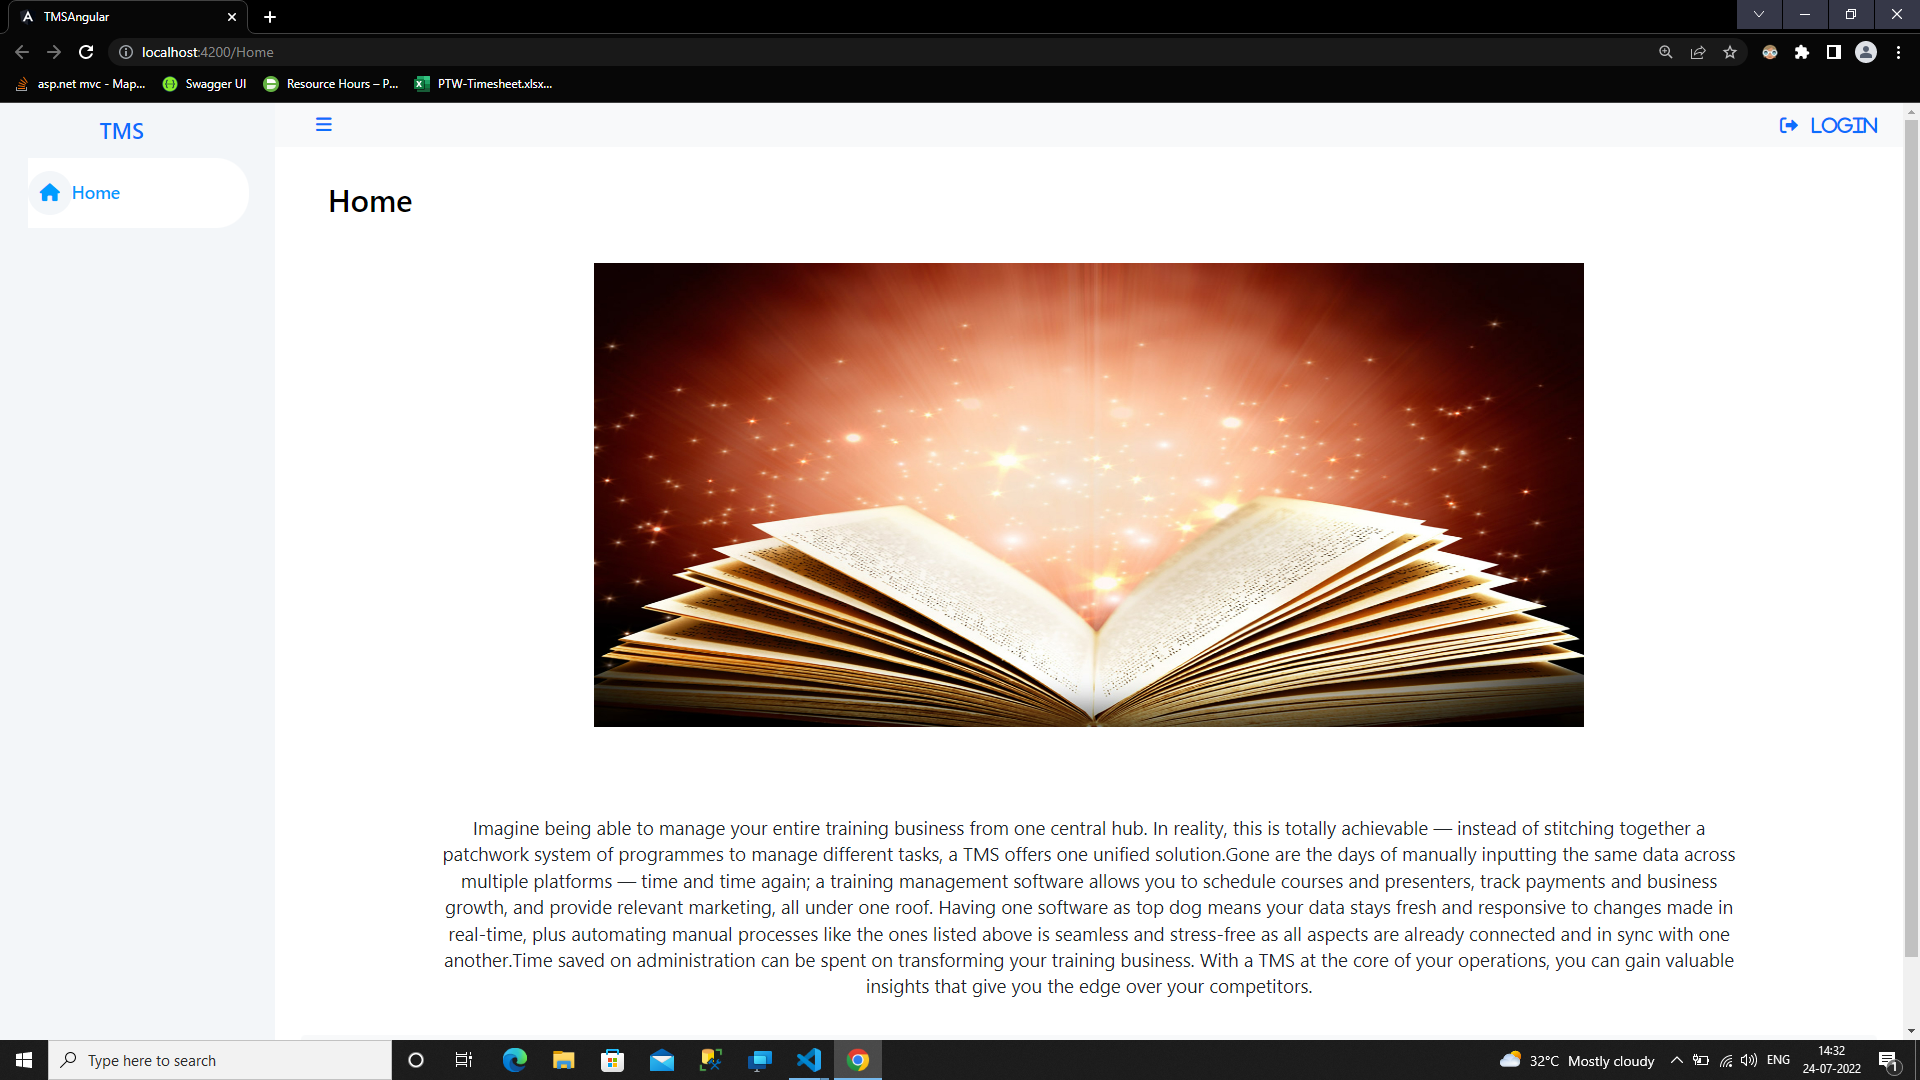 TMSAngular
localhost:4200/Home
asp.net mvc - Map... Swagger UI Resource Hours – P... PTW-Timesheet.xlsx...
TMS
LOGIN
Home
Home
Imagine being able to manage your entire training business from one central hub. In reality, this is totally achievable — instead of stitching together a
patchwork system of programmes to manage different tasks, a TMS offers one unified solution.Gone are the days of manually inputting the same data across
multiple platforms — time and time again; a training management software allows you to schedule courses and presenters, track payments and business
growth, and provide relevant marketing, all under one roof. Having one software as top dog means your data stays fresh and responsive to changes made in
real-time, plus automating manual processes like the ones listed above is seamless and stress-free as all aspects are already connected and in sync with one
another.Time saved on administration can be spent on transforming your training business. With a TMS at the core of your operations, you can gain valuable
insights that give you the edge over your competitors.
Type here to search
32°C Mostly cloudy
ENG
14:32
24-07-2022
1